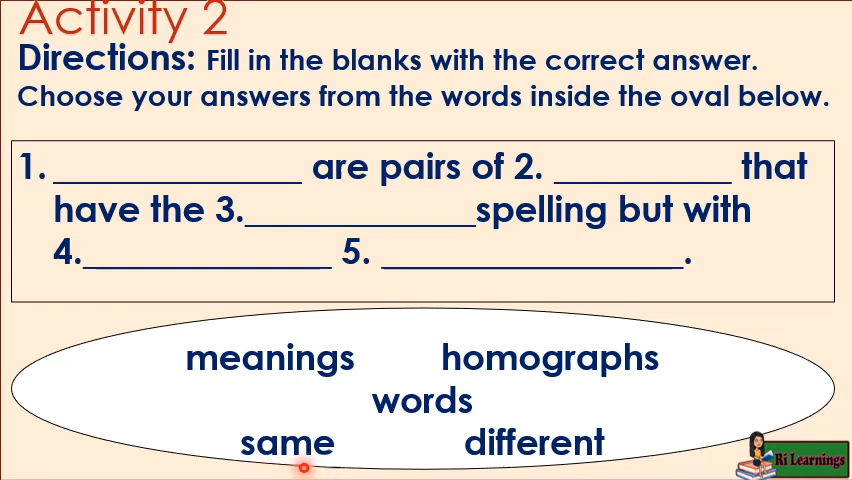 Activity 2
Directions: Fill in the blanks with the correct answer.
Choose your answers from the words inside the oval below.
1. ______________ are pairs of 2. __________ that
have the 3._____________spelling but with
4.______________ 5. _________________.
meanings homographs
words
same different
Ri Learnings